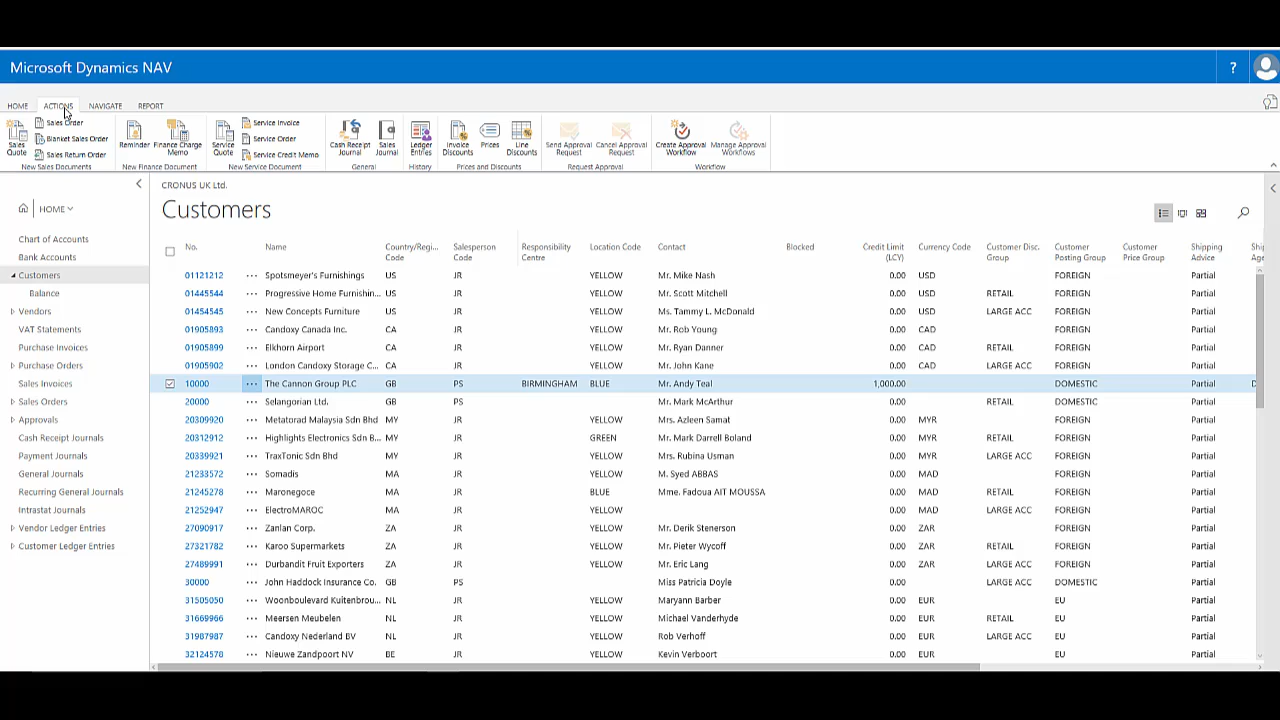 Microsoft Dynamics NAV
?
HOME ACTIONS NAVIGATE REPORT
Sales Quote
Sales Order
Blanket Sales Order
Sales Return Order
New Sales Documents
Reminder
Finance Charge Memo
New Finance Document
Service Quote
Service Invoice
Service Order
Service Credit Memo
New Service Document
Cash Receipt Journal
Sales Journal
General
Ledger Entries
History
Invoice Discounts
Prices
Line Discounts
Prices and Discounts
Send Approval Request
Cancel Approval Request
Request Approval
Create Approval Workflow
Manage Approval Workflows
Workflow
HOME
Chart of Accounts
Bank Accounts
Customers
Balance
Vendors
VAT Statements
Purchase Invoices
Purchase Orders
Sales Invoices
Sales Orders
Approvals
Cash Receipt Journals
Payment Journals
General Journals
Recurring General Journals
Intrastat Journals
Vendor Ledger Entries
Customer Ledger Entries
CRONUS UK Ltd.
Customers
No. Name Country/Regi... Code Salesperson Code Responsibility Centre Location Code Contact Blocked Credit Limit (LCY) Currency Code Customer Disc. Group Customer Posting Group Customer Price Group Shipping Advice
01121212 ... Spotsmeyer's Furnishings US JR YELLOW Mr. Mike Nash 0.00 USD FOREIGN Partial
01445544 ... Progressive Home Furnishin... US JR YELLOW Mr. Scott Mitchell 0.00 USD RETAIL FOREIGN Partial
01454545 ... New Concepts Furniture US JR YELLOW Ms. Tammy L. McDonald 0.00 USD LARGE ACC FOREIGN Partial
01905893 ... Candoxy Canada Inc. CA JR YELLOW Mr. Rob Young 0.00 CAD FOREIGN Partial
01905899 ... Elkhorn Airport CA JR YELLOW Mr. Ryan Danner 0.00 CAD RETAIL FOREIGN Partial
01905902 ... London Candoxy Storage C... CA JR YELLOW Mr. John Kane 0.00 CAD LARGE ACC FOREIGN Partial
10000 ... The Cannon Group PLC GB PS BIRMINGHAM BLUE Mr. Andy Teal 1,000.00 DOMESTIC Partial
20000 ... Selangorian Ltd. GB PS Mr. Mark McArthur 0.00 RETAIL DOMESTIC Partial
20309920 ... Metatorad Malaysia Sdn Bhd MY JR YELLOW Mrs. Azleen Samat 0.00 MYR FOREIGN Partial
20312912 ... Highlights Electronics Sdn B... MY JR GREEN Mr. Mark Darrell Boland 0.00 MYR RETAIL FOREIGN Partial
20339921 ... TraxTonic Sdn Bhd MY JR YELLOW Mrs. Rubina Usman 0.00 MYR LARGE ACC FOREIGN Partial
21233572 ... Somadis MA JR YELLOW M. Syed ABBAS 0.00 MAD FOREIGN Partial
21245278 ... Maronegoce MA JR BLUE Mme. Fadoua AIT MOUSSA 0.00 MAD RETAIL FOREIGN Partial
21252947 ... ElectroMAROC MA JR YELLOW 0.00 MAD LARGE ACC FOREIGN Partial
27090917 ... Zanlan Corp. ZA JR YELLOW Mr. Derik Stenerson 0.00 ZAR FOREIGN Partial
27321782 ... Karoo Supermarkets ZA JR YELLOW Mr. Pieter Wycoff 0.00 ZAR RETAIL FOREIGN Partial
27489991 ... Durbandit Fruit Exporters ZA JR YELLOW Mr. Eric Lang 0.00 ZAR LARGE ACC FOREIGN Partial
30000 ... John Haddock Insurance Co. GB PS Miss Patricia Doyle 0.00 LARGE ACC DOMESTIC Partial
31505050 ... Woonboulevard Kuitenbrou... NL JR YELLOW Maryann Barber 0.00 EUR EU Partial
31669966 ... Meersen Meubelen NL JR YELLOW Michael Vanderhyde 0.00 EUR RETAIL EU Partial
31987987 ... Candoxy Nederland BV NL JR YELLOW Rob Verhoff 0.00 EUR LARGE ACC EU Partial
32124578 ... Nieuwe Zandpoort NV BE JR YELLOW Kevin Verboort 0.00 EUR EU Partial